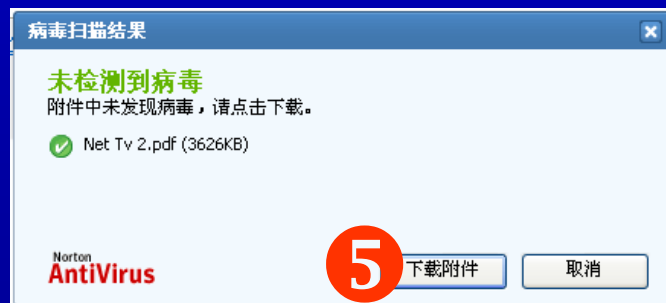 病毒扫描结果
未检测到病毒
附件中未发现病毒，请点击下载。
Net Tv 2.pdf (3626KB)
Norton
AntiVirus
5
下载附件
取消